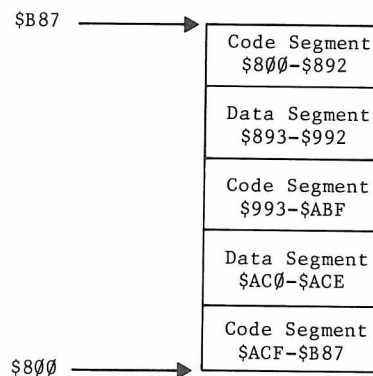 $B87
Code Segment
$8ØØ-$892
Data Segment
$893-$992
Code Segment
$993-$ABF
Data Segment
$ACØ-$ACE
Code Segment
$ACF-$B87
$8ØØ